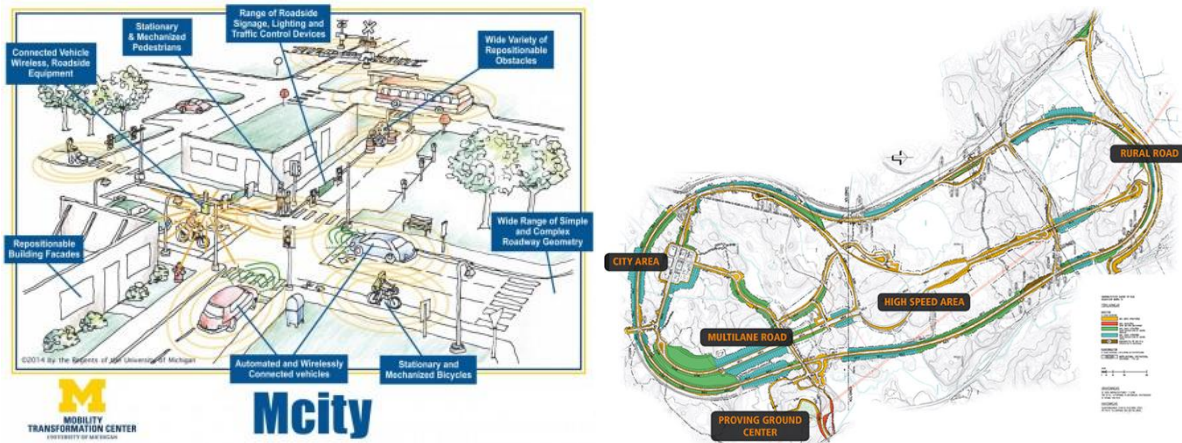 Range of Roadside
Signage, Lighting and
Traffic Control Devices
Stationary
& Mechanized
Pedestrians
Connected Vehicle
Wireless, Roadside
Equipment
Wide Variety of
Repositionable
Obstacles
Wide Range of Simple
and Complex
Roadway Geometry
Repositionable
Building Facades
©2014 by the Regents of the University of Michigan
Automated and Wirelessly
Connected vehicles
Stationary and
Mechanized Bicycles
M
MOBILITY
TRANSFORMATION CENTER
UNIVERSITY OF MICHIGAN
Mcity
RURAL ROAD
CITY AREA
HIGH SPEED AREA
MULTILANE ROAD
PROVING GROUND
CENTER